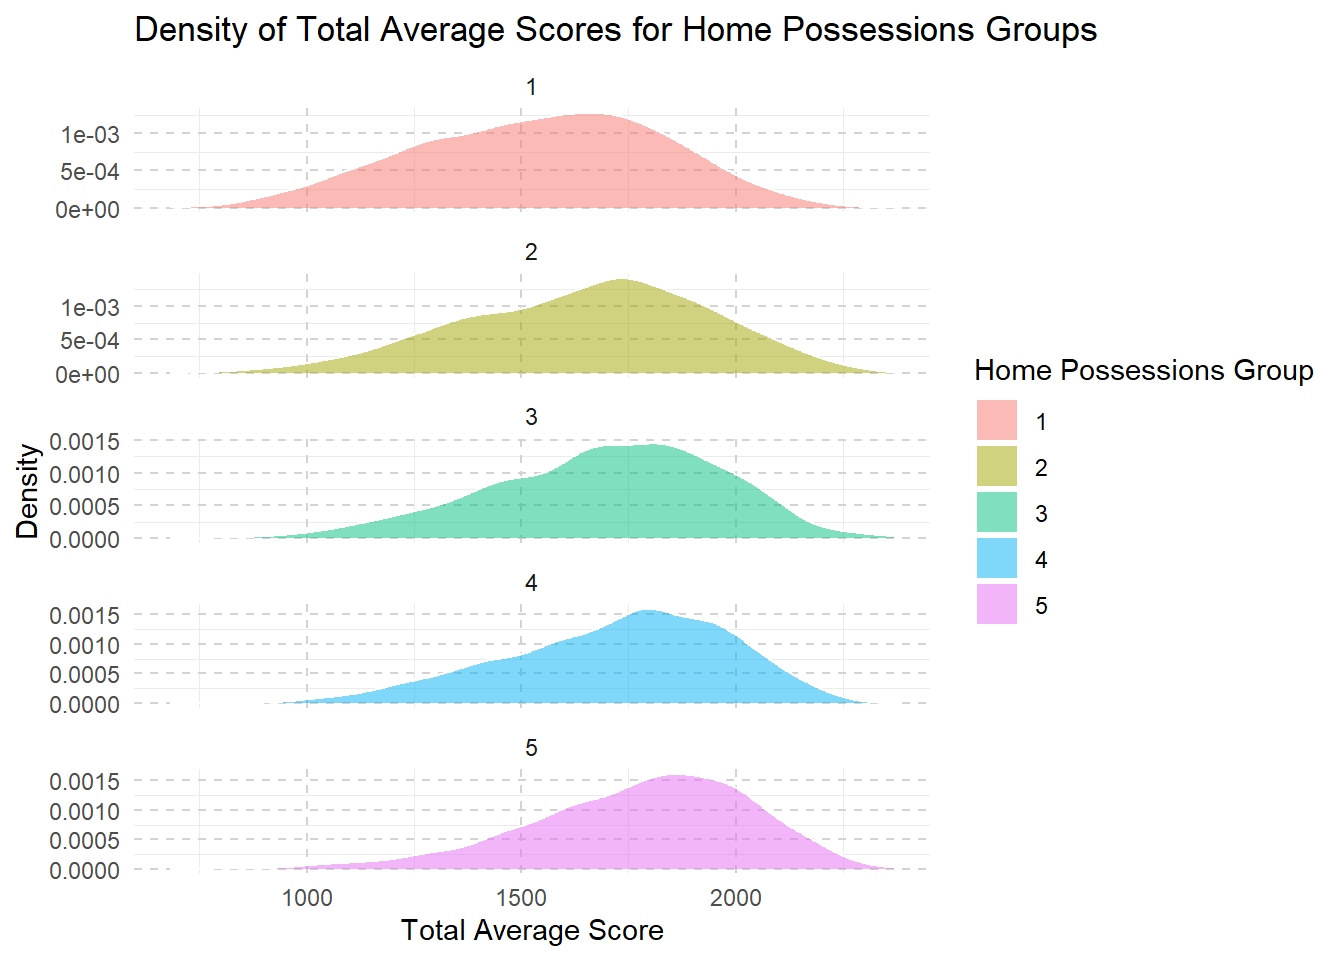 Density of Total Average Scores for Home Possessions Groups
1
1e-03
5e-04
0e+00
2
1e-03
5e-04
0e+00
3
0.0015
0.0010
0.0005
0.0000
4
0.0015
0.0010
0.0005
0.0000
5
0.0015
0.0010
0.0005
0.0000
1000 1500 2000
Total Average Score
Density
Home Possessions Group
1
2
3
4
5